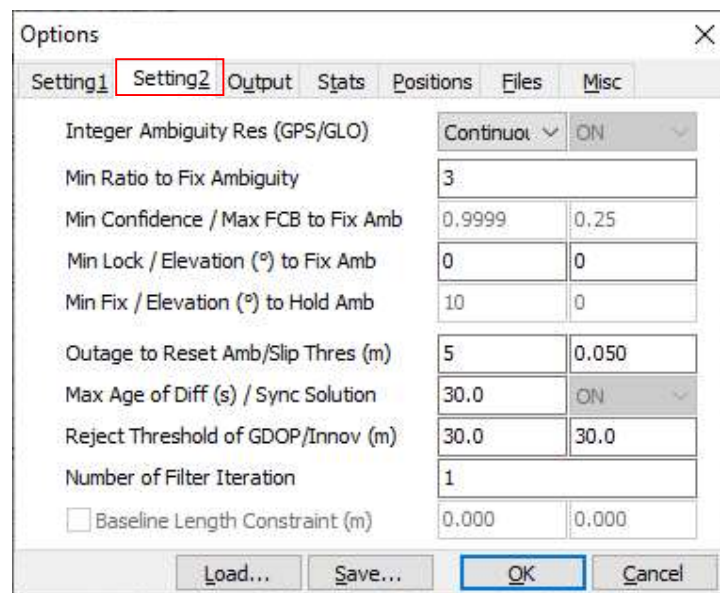 Options
Setting1 Setting2 Output Stats Positions Files Misc
Integer Ambiguity Res (GPS/GLO) Continuou ON
Min Ratio to Fix Ambiguity 3
Min Confidence / Max FCB to Fix Amb 0.9999 0.25
Min Lock / Elevation (°) to Fix Amb 0 0
Min Fix / Elevation (°) to Hold Amb 10 0
Outage to Reset Amb/Slip Thres (m) 5 0.050
Max Age of Diff (s) / Sync Solution 30.0 ON
Reject Threshold of GDOP/Innov (m) 30.0 30.0
Number of Filter Iteration 1
Baseline Length Constraint (m) 0.000 0.000
Load... Save... OK Cancel